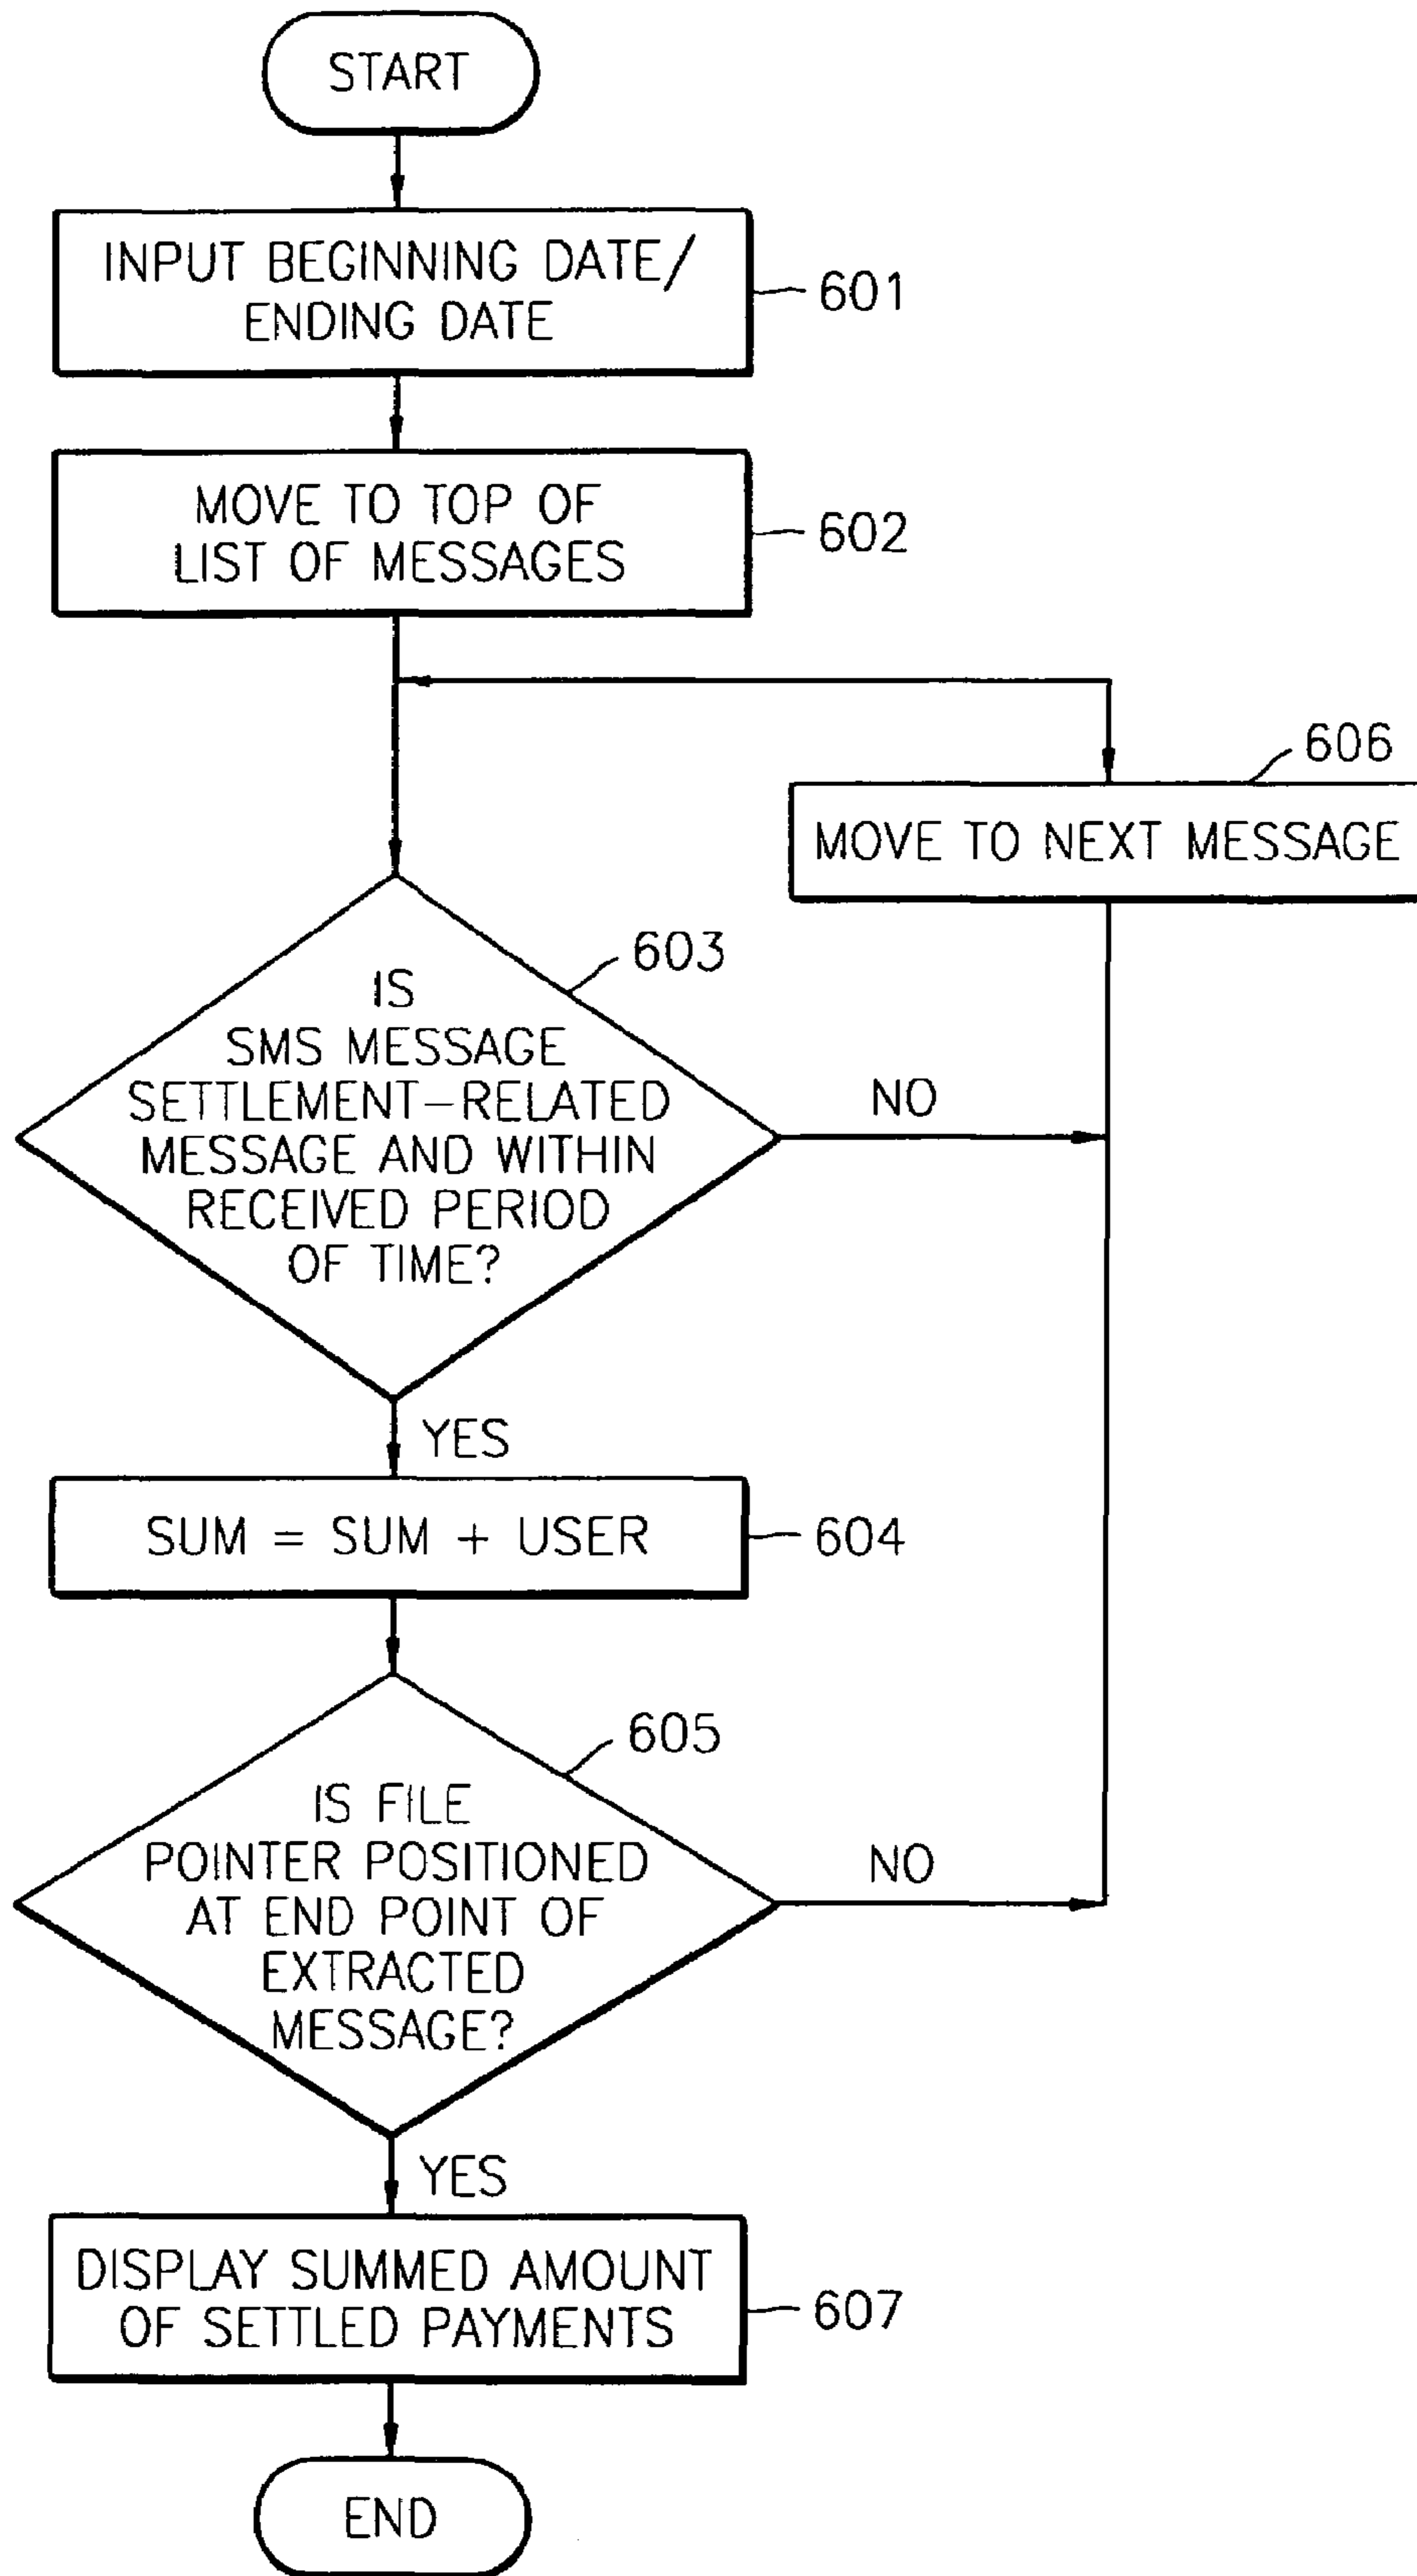 START
INPUT BEGINNING DATE/
ENDING DATE
601
MOVE TO TOP OF
LIST OF MESSAGES
602
606
MOVE TO NEXT MESSAGE
603
IS
SMS MESSAGE
SETTLEMENT-RELATED
MESSAGE AND WITHIN
RECEIVED PERIOD
OF TIME?
NO
YES
SUM = SUM + USER
604
605
IS FILE
POINTER POSITIONED
AT END POINT OF
EXTRACTED
MESSAGE?
NO
YES
DISPLAY SUMMED AMOUNT
OF SETTLED PAYMENTS
607
END